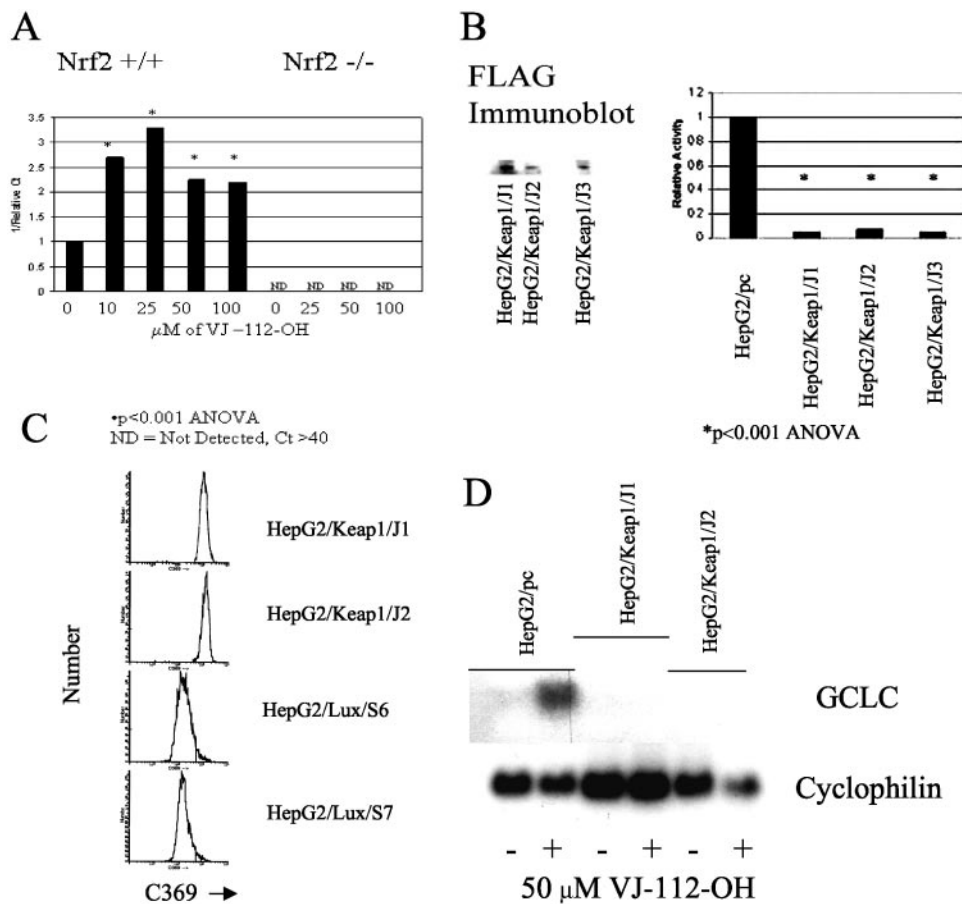 A
Nrf2 +/+ Nrf2 -/-
3.5
3
2.5
2
1.5
1
0.5
0
1/Relative Ct
* * * *
ND ND ND ND
0 10 25 50 100 0 25 50 100
μM of VJ –112-OH
•p<0.001 ANOVA
ND = Not Detected, Ct >40
B
FLAG
Immunoblot
HepG2/Keap1/J1
HepG2/Keap1/J2
HepG2/Keap1/J3
1.2
1
0.8
0.6
0.4
0.2
0
Relative Activity
* * *
HepG2/pc
HepG2/Keap1/J1
HepG2/Keap1/J2
HepG2/Keap1/J3
*p<0.001 ANOVA
C
Number
HepG2/Keap1/J1
HepG2/Keap1/J2
HepG2/Lux/S6
HepG2/Lux/S7
C369 →
D
HepG2/pc
HepG2/Keap1/J1
HepG2/Keap1/J2
GCLC
Cyclophilin
- + - + - +
50 μM VJ-112-OH